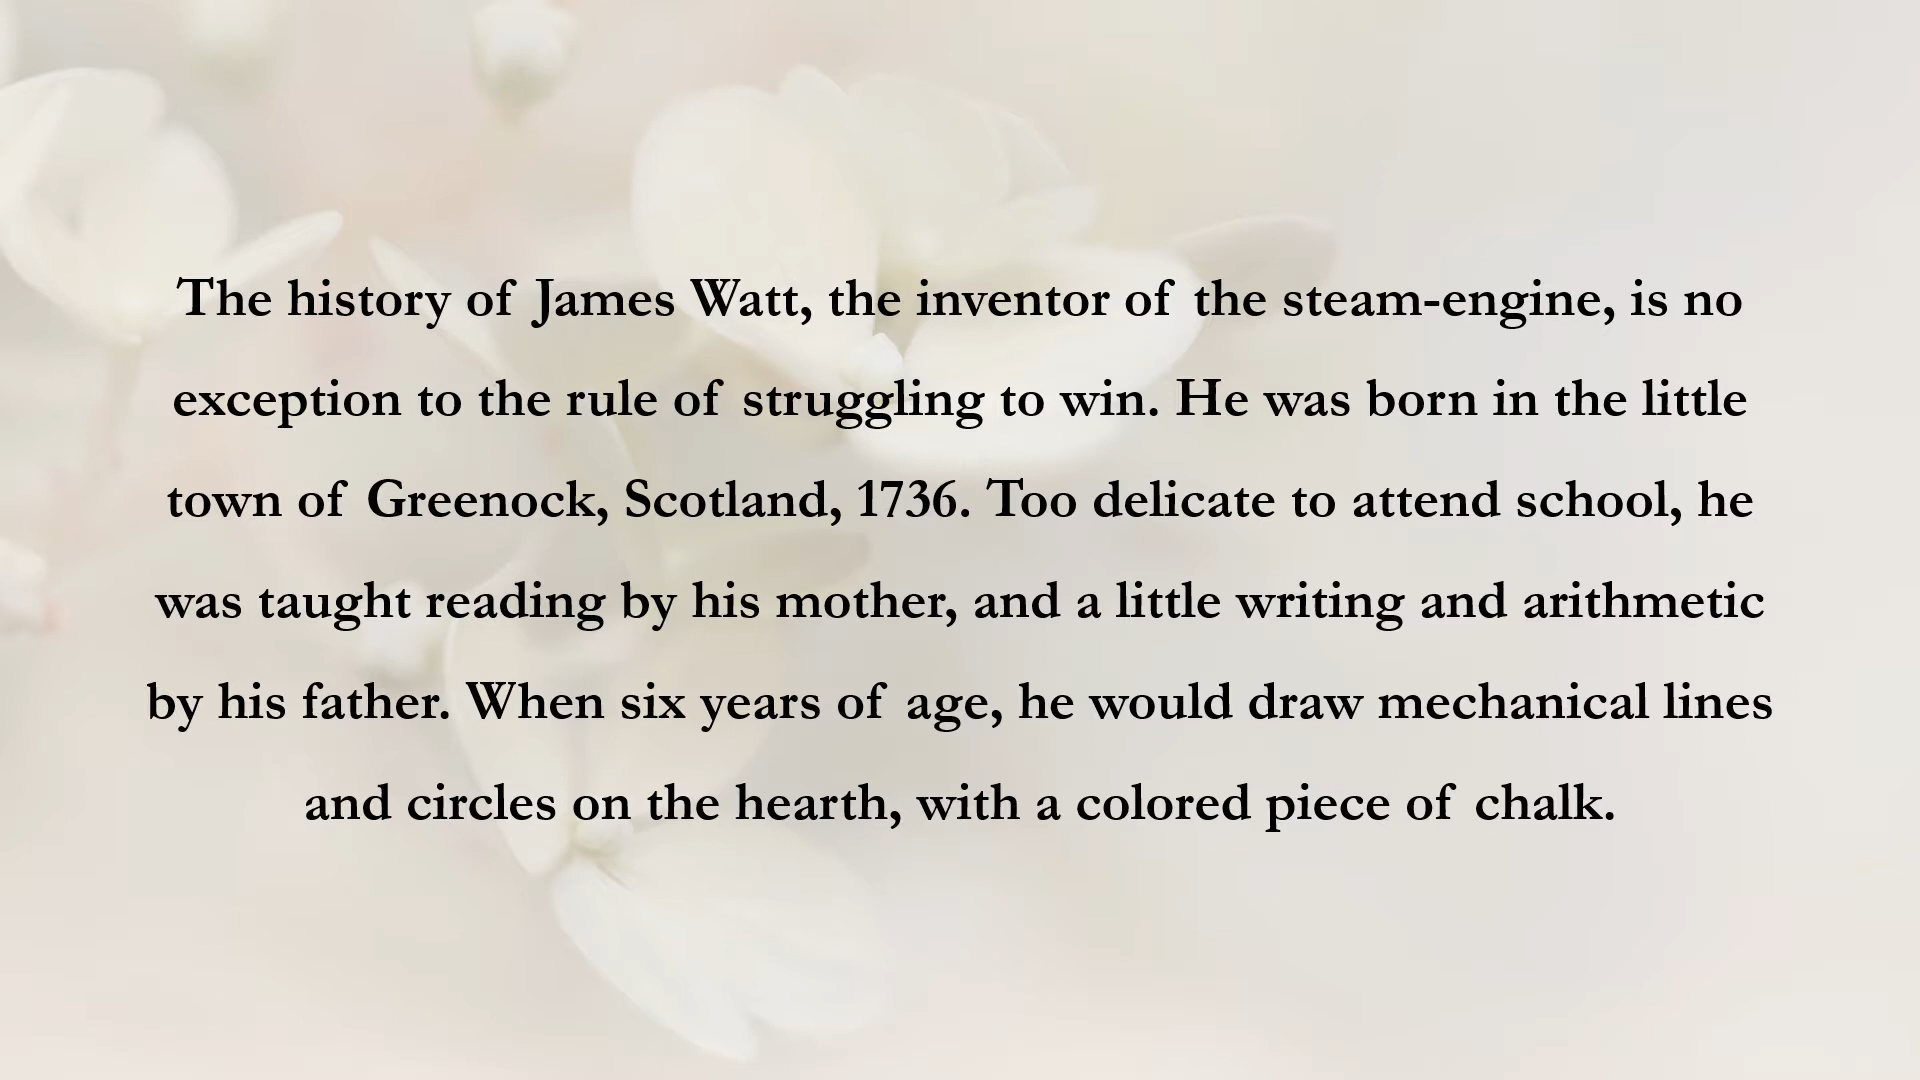 The history of James Watt, the inventor of the steam-engine, is no
exception to the rule of struggling to win. He was born in the little
town of Greenock, Scotland, 1736. Too delicate to attend school, he
was taught reading by his mother, and a little writing and arithmetic
by his father. When six years of age, he would draw mechanical lines
and circles on the hearth, with a colored piece of chalk.